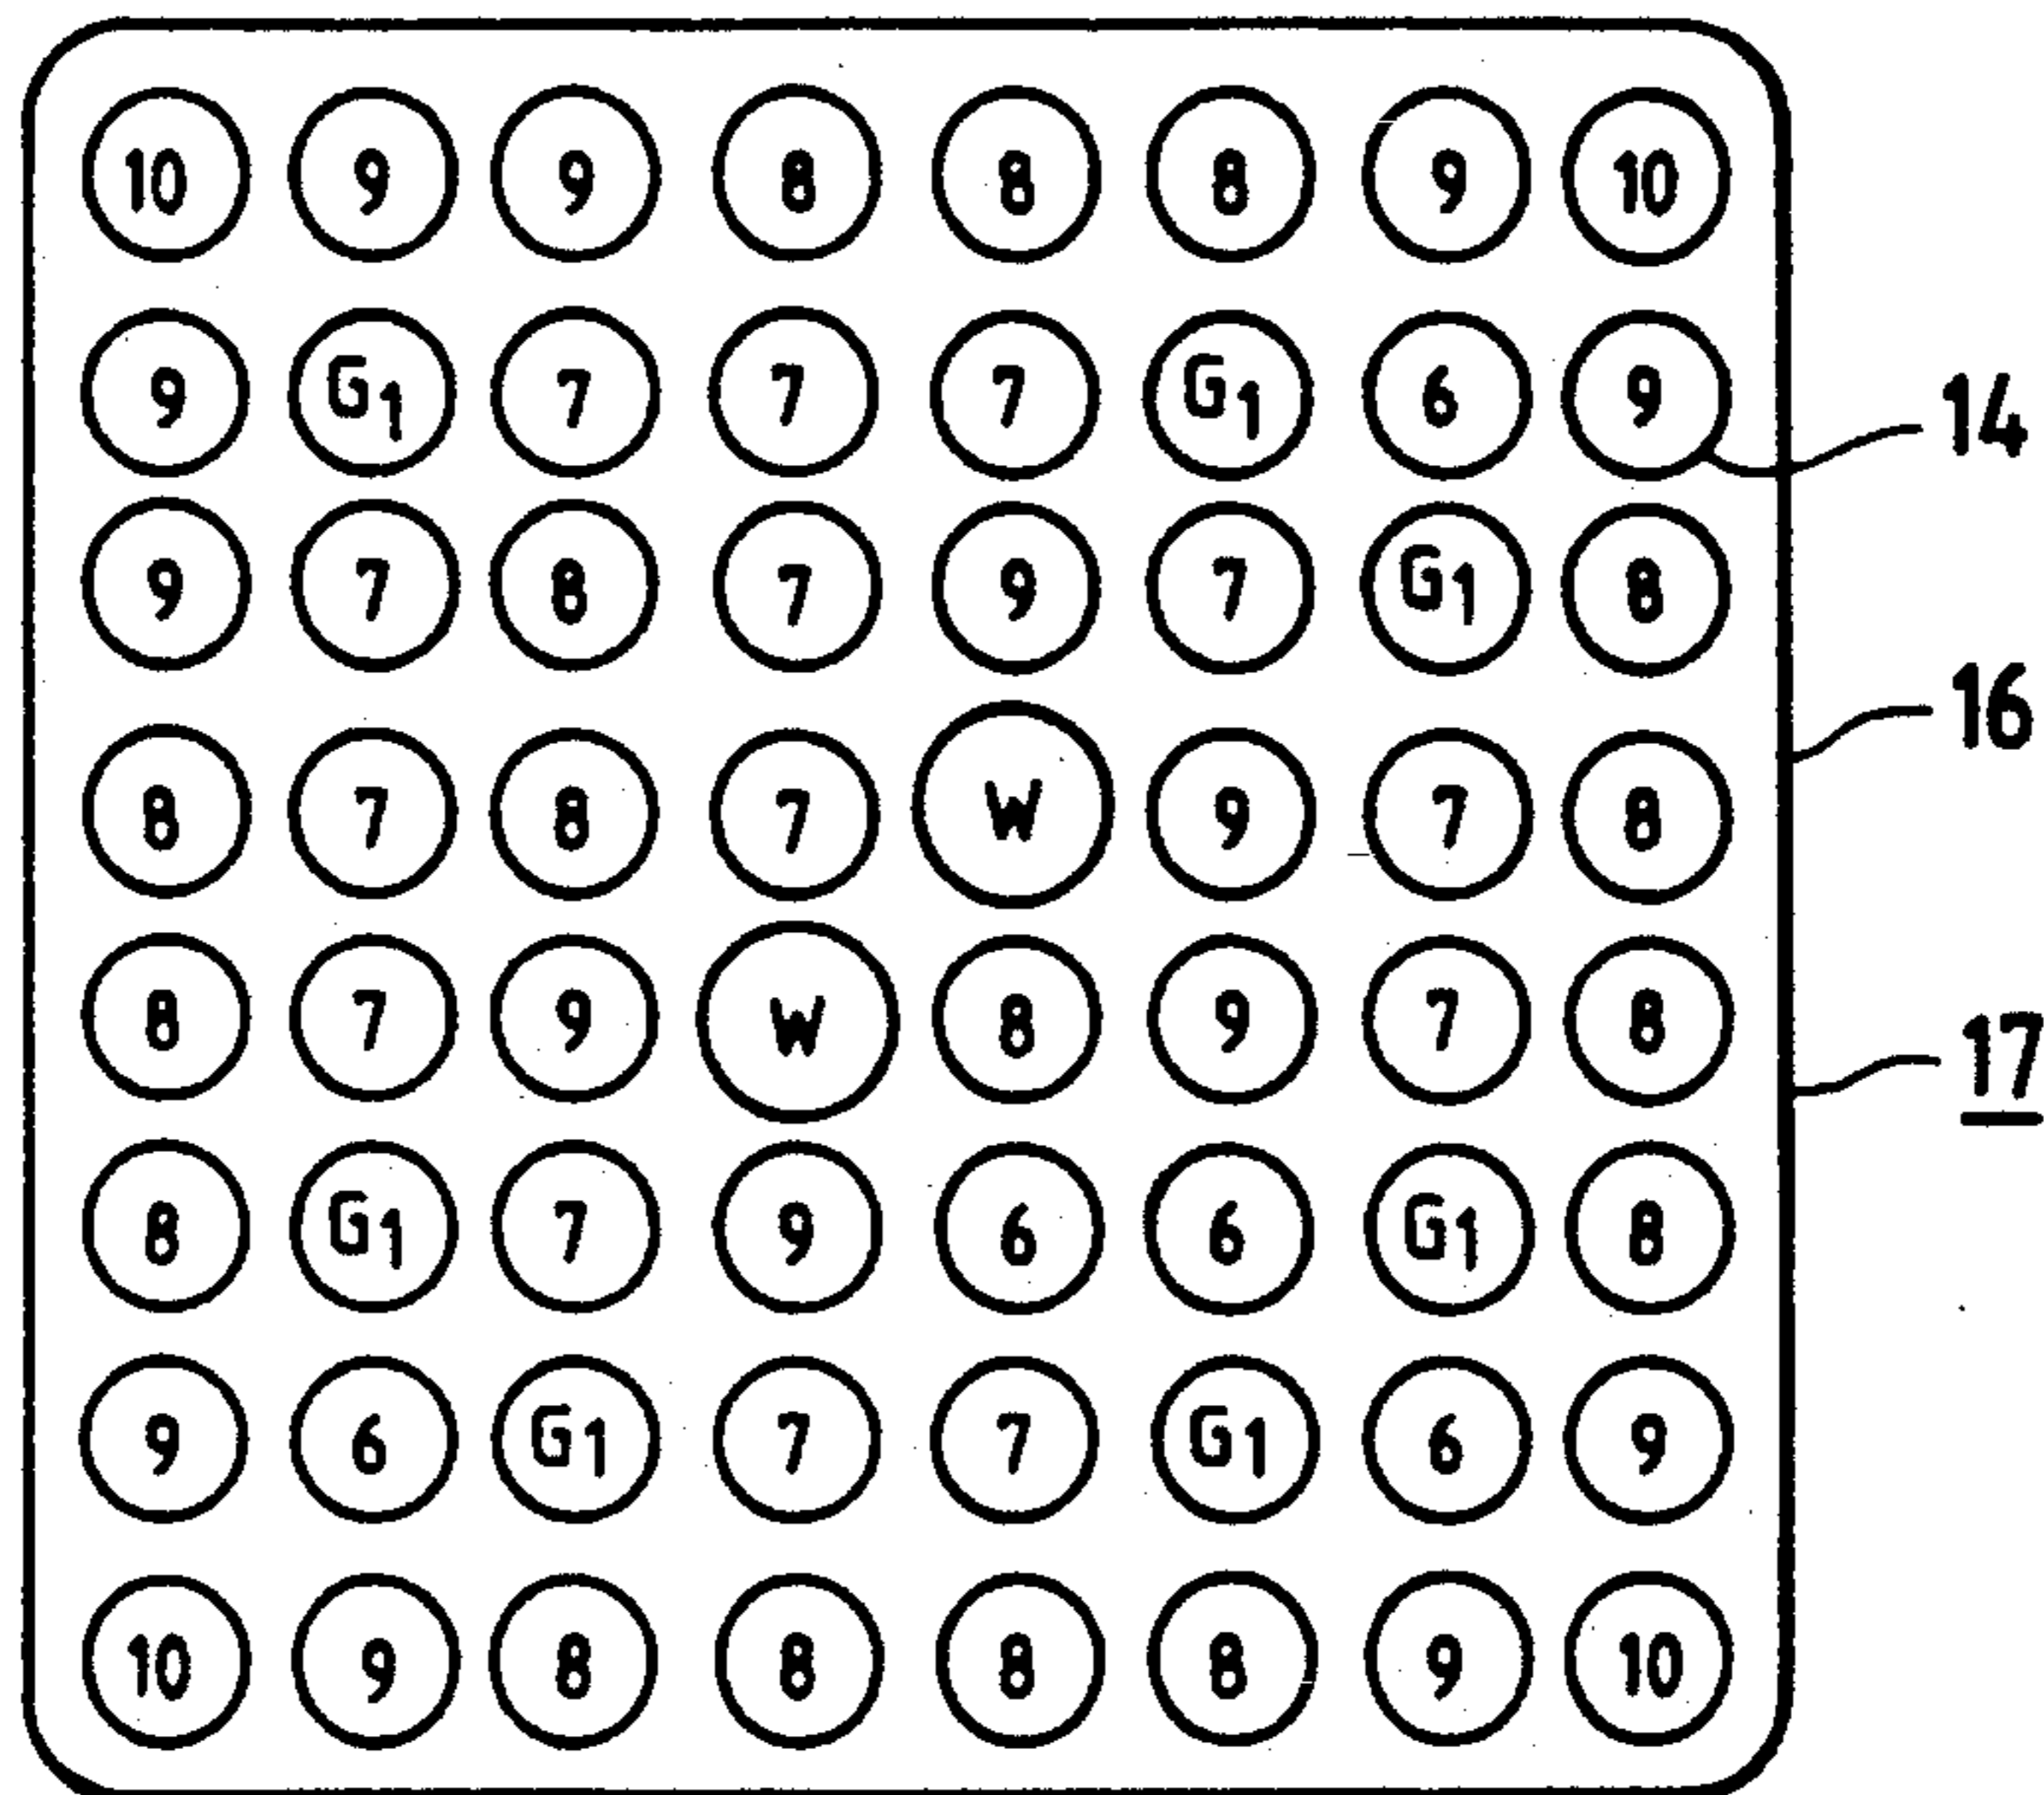 10 9 9 8 8 8 9 10
9 G1 7 7 7 G1 6 9
14
9 7 8 7 9 7 G1 8
16
8 7 8 7 W 9 7 8
8 7 9 W 8 9 7 8
17
8 G1 7 9 6 6 G1 8
9 6 G1 7 7 G1 6 9
10 9 8 8 8 8 9 10